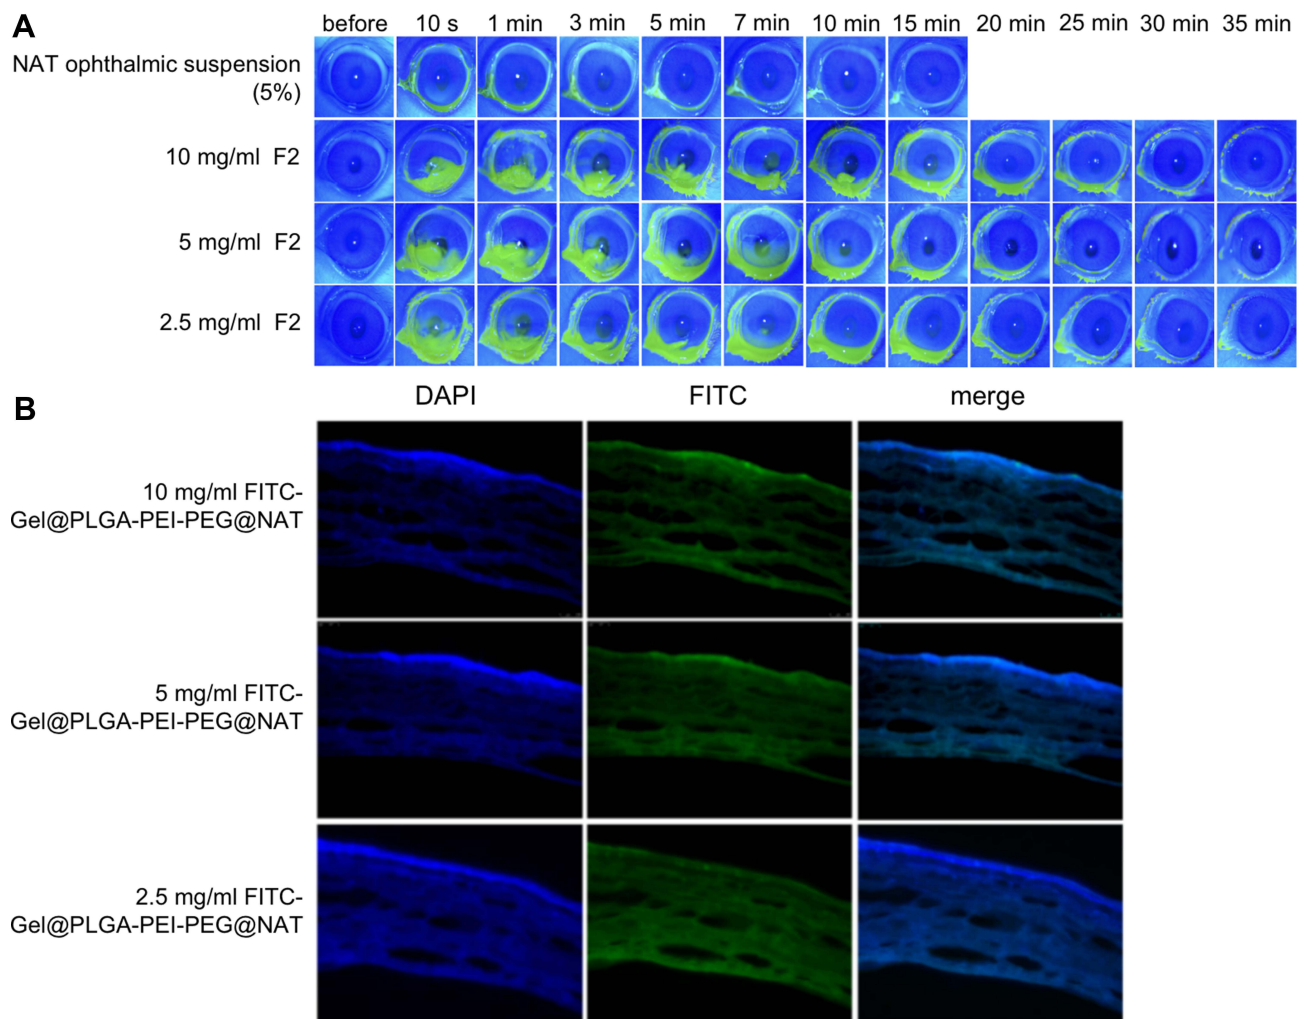 A
before 10 s 1 min 3 min 5 min 7 min 10 min 15 min 20 min 25 min 30 min 35 min
NAT ophthalmic suspension
(5%)
10 mg/ml F2
5 mg/ml F2
2.5 mg/ml F2
B
DAPI FITC merge
10 mg/ml FITC-
Gel@PLGA-PEI-PEG@NAT
5 mg/ml FITC-
Gel@PLGA-PEI-PEG@NAT
2.5 mg/ml FITC-
Gel@PLGA-PEI-PEG@NAT